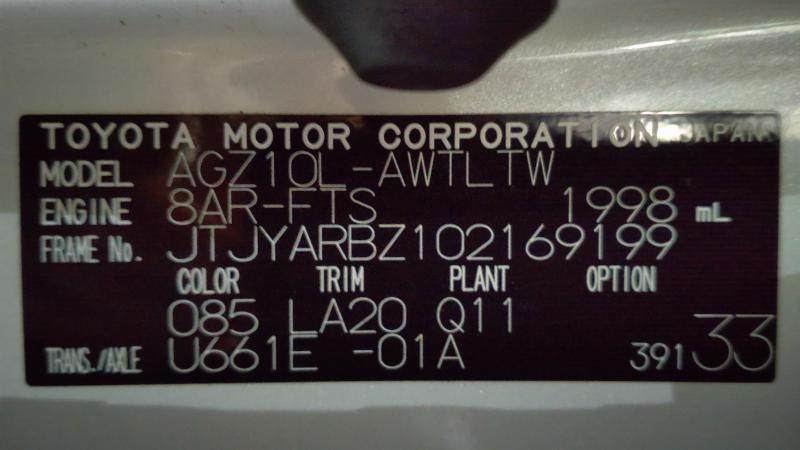 TOYOTA MOTOR CORPORATION JAPAN
MODEL AGZ10L-AWTLTW
ENGINE 8AR-FTS 1998 mL
FRAME No. JTJYARBZ102169199
COLOR TRIM PLANT OPTION
085 LA20 Q11
TRANS./AXLE U661E -01A 391 33